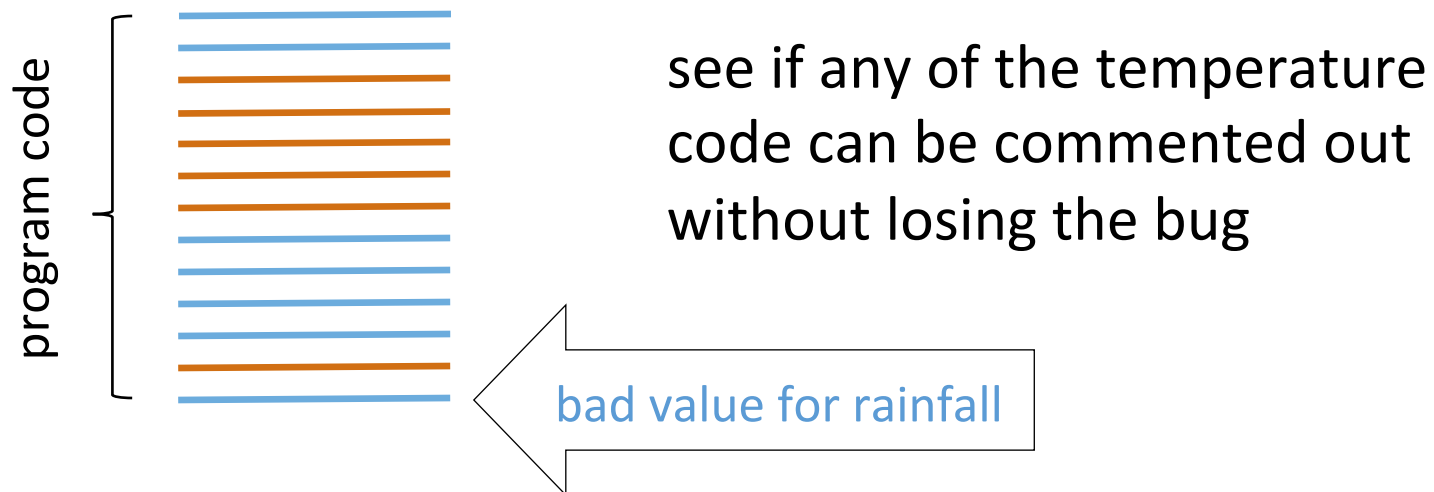 program code
see if any of the temperature
code can be commented out
without losing the bug
bad value for rainfall